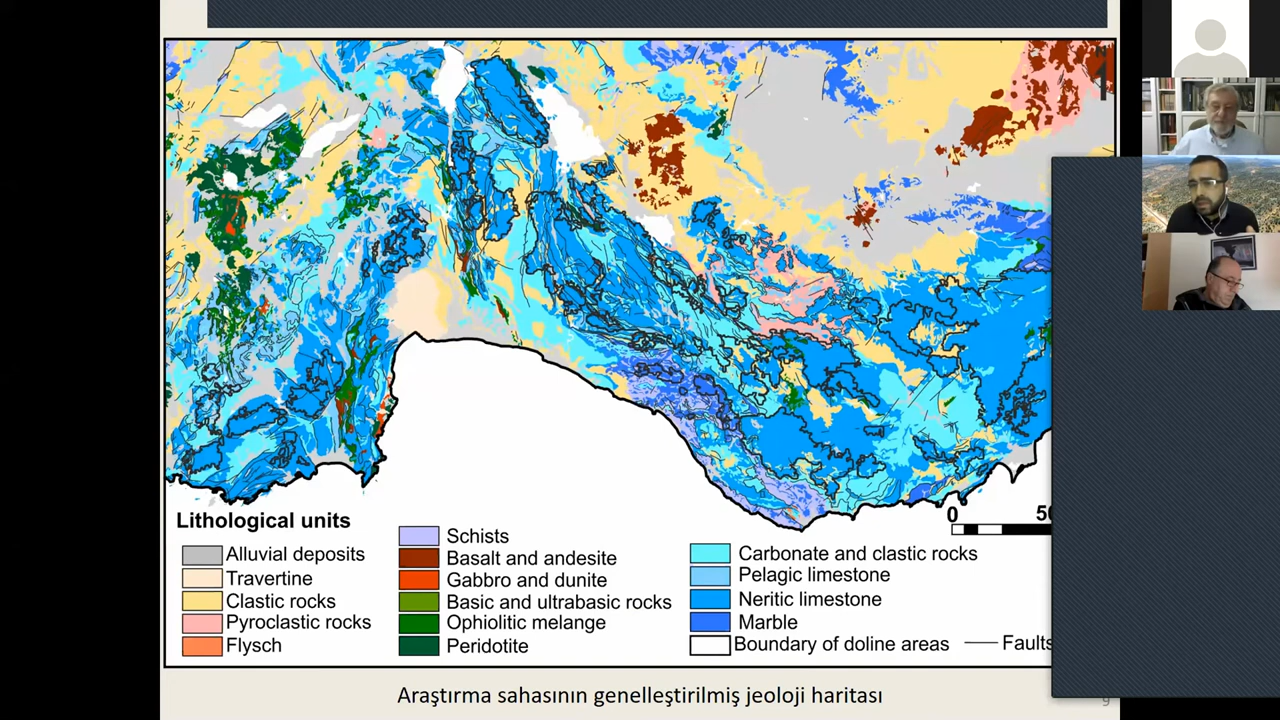 0 50
Lithological units
Alluvial deposits
Travertine
Clastic rocks
Pyroclastic rocks
Flysch
Schists
Basalt and andesite
Gabbro and dunite
Basic and ultrabasic rocks
Ophiolitic melange
Peridotite
Carbonate and clastic rocks
Pelagic limestone
Neritic limestone
Marble
Boundary of doline areas
Faults
Araştırma sahasının genelleştirilmiş jeoloji haritası
9